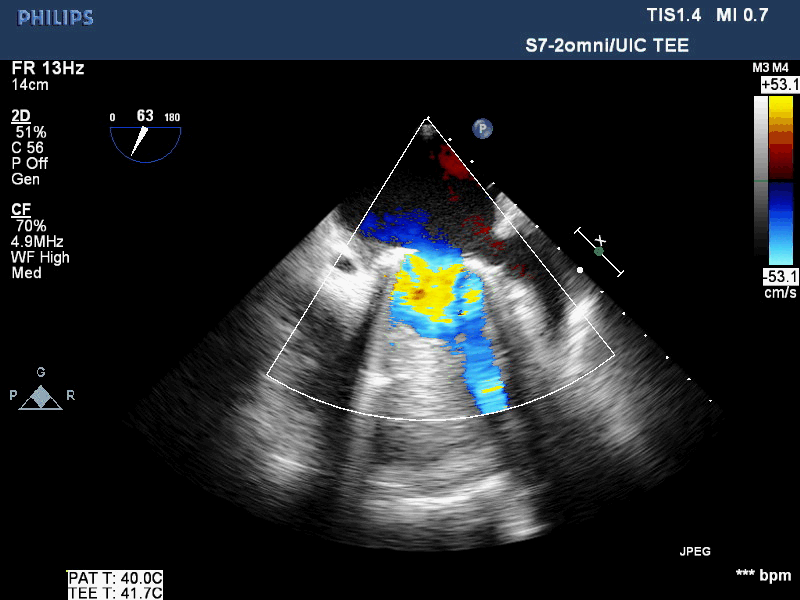 PHILIPS
TIS1.4 MI 0.7
S7-2omni/UIC TEE
FR 13Hz
14cm
2D
51%
C 56
P Off
Gen
CF
70%
4.9MHz
WF High
Med
0 63 180
P
M3 M4
+53.1
-53.1
cm/s
x
G
P R
JPEG
*** bpm
PAT T: 40.0C
TEE T: 41.7C